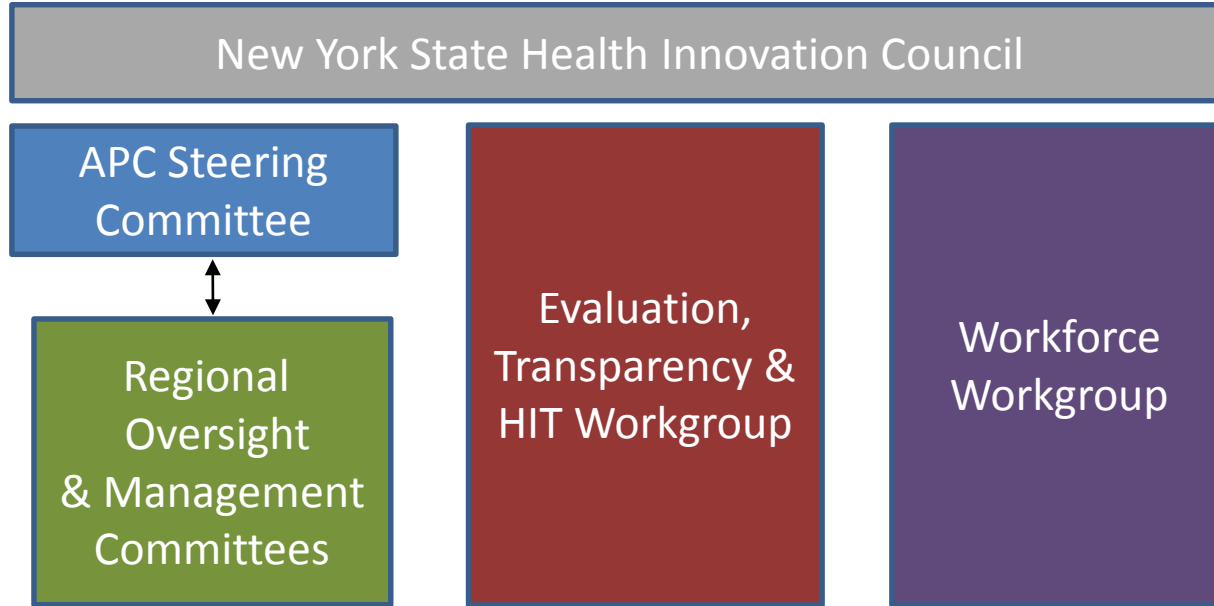 New York State Health Innovation Council
APC Steering
Committee
Regional
Oversight
& Management
Committees
Evaluation,
Transparency &
HIT Workgroup
Workforce
Workgroup